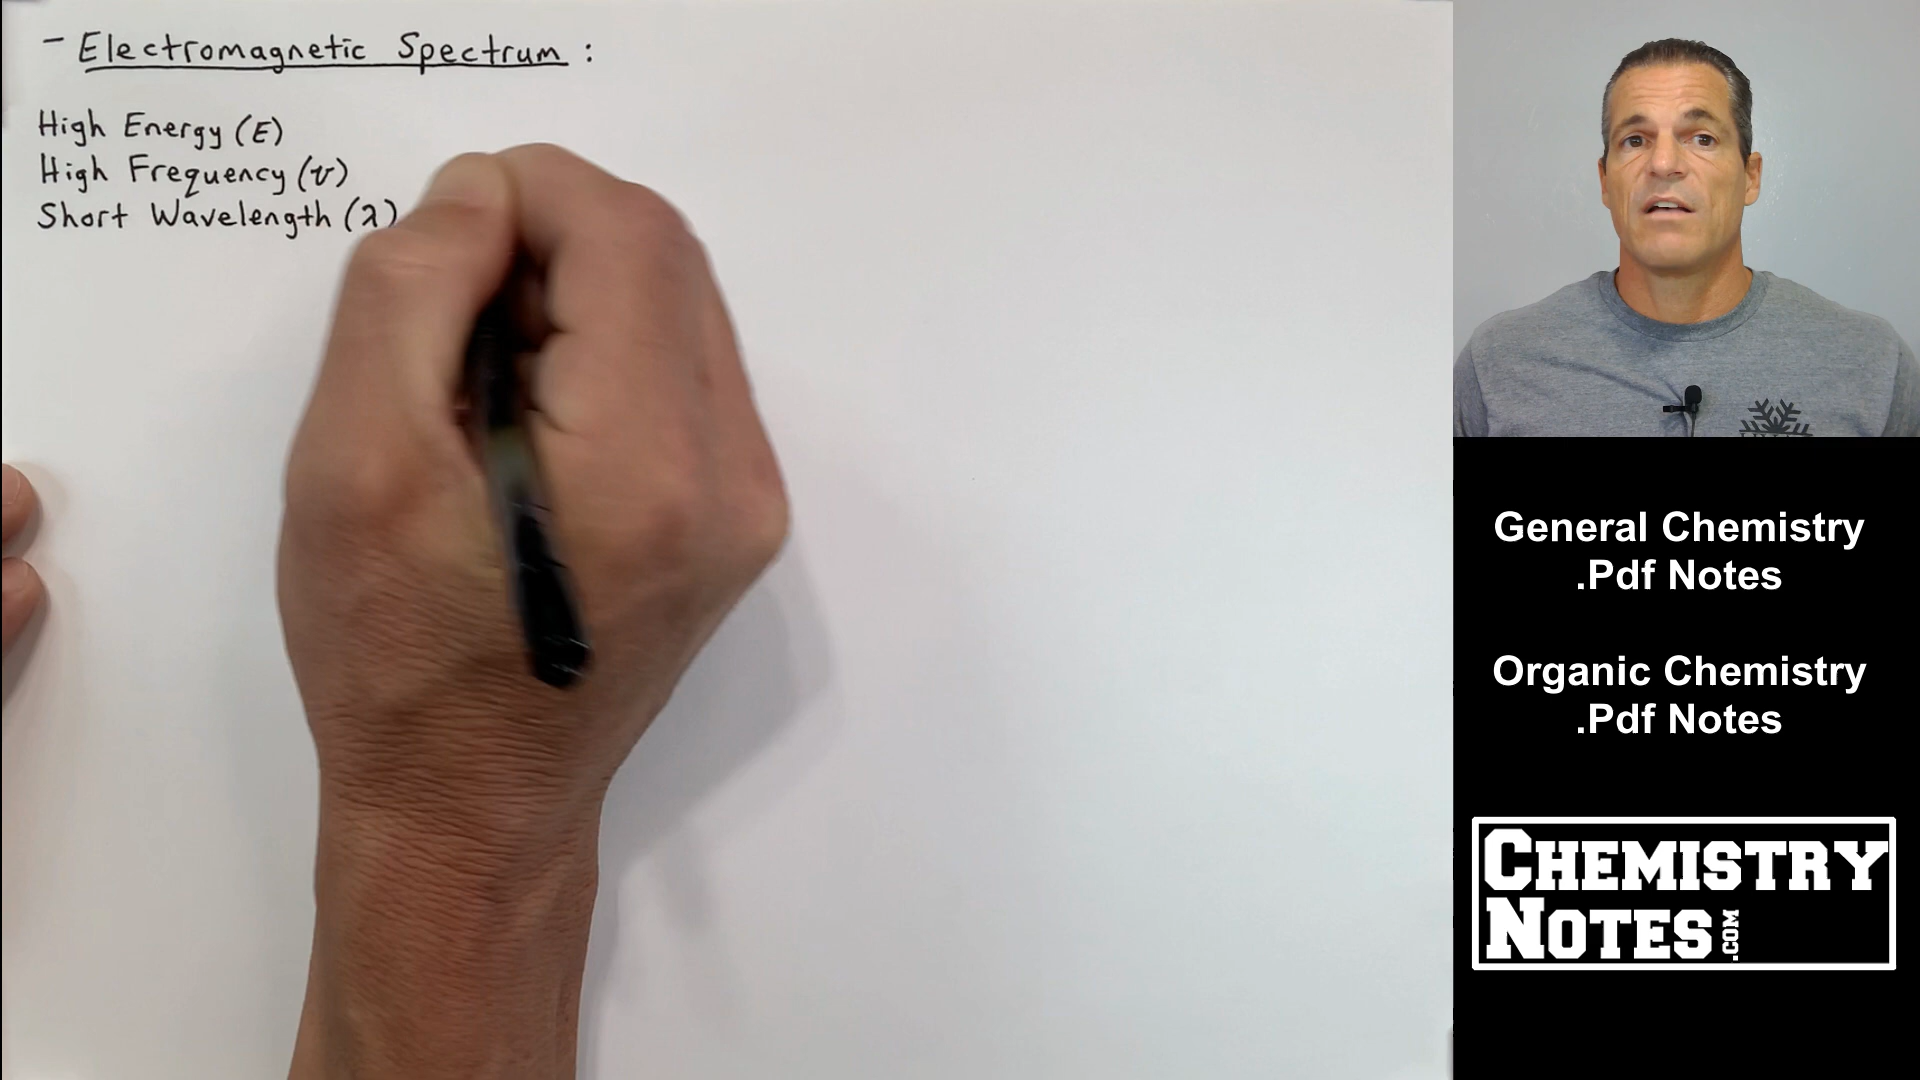 - Electromagnetic Spectrum :
High Energy (E)
High Frequency (ν)
Short Wavelength (λ)
General Chemistry
.Pdf Notes
Organic Chemistry
.Pdf Notes
CHEMISTRY
NOTES.COM